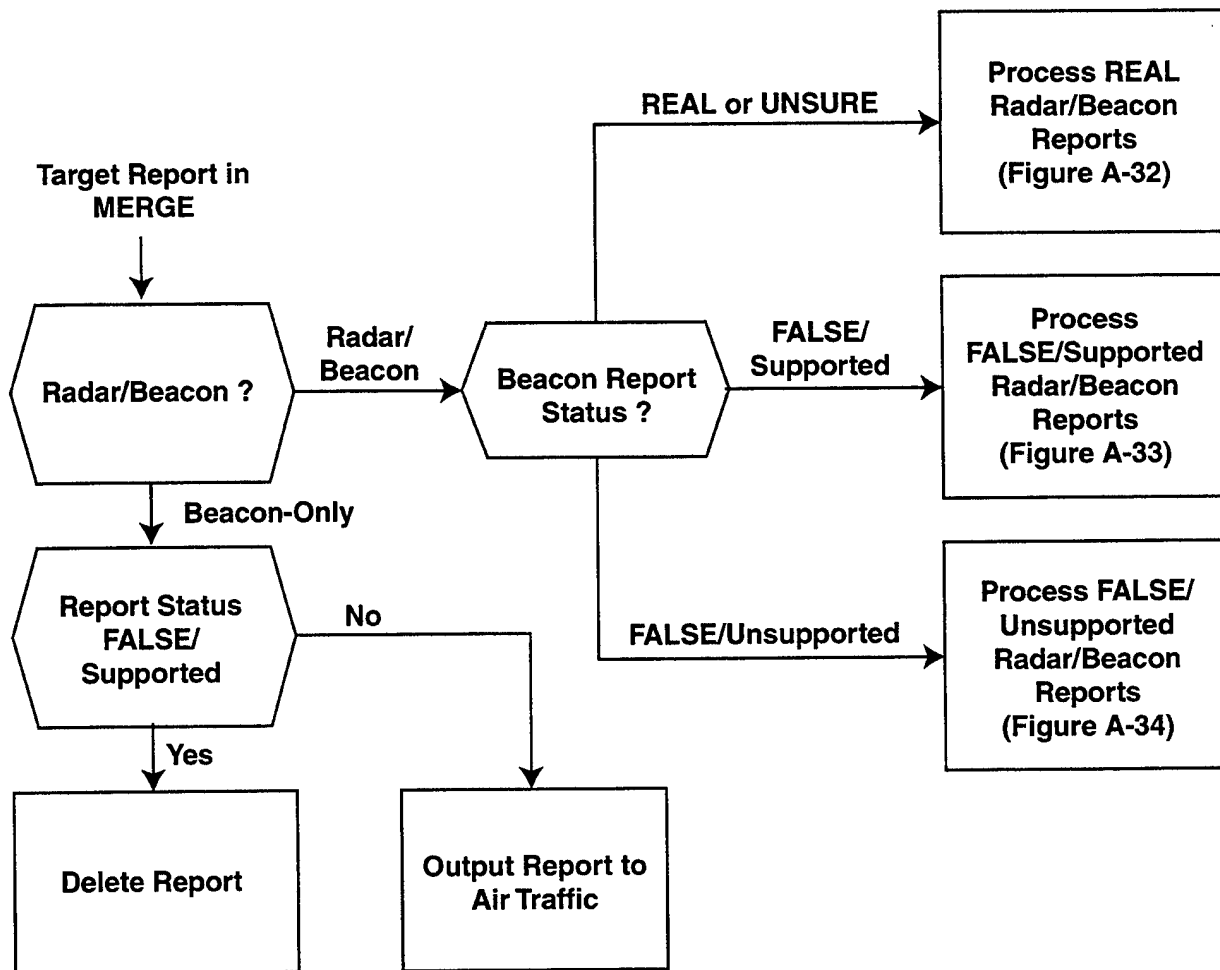 Target Report in
MERGE
Radar/Beacon ?
Radar/
Beacon
Beacon Report
Status ?
REAL or UNSURE
Process REAL
Radar/Beacon
Reports
(Figure A-32)
FALSE/
Supported
Process
FALSE/Supported
Radar/Beacon
Reports
(Figure A-33)
FALSE/Unsupported
Process FALSE/
Unsupported
Radar/Beacon
Reports
(Figure A-34)
Beacon-Only
Report Status
FALSE/
Supported
No
Yes
Delete Report
Output Report to
Air Traffic